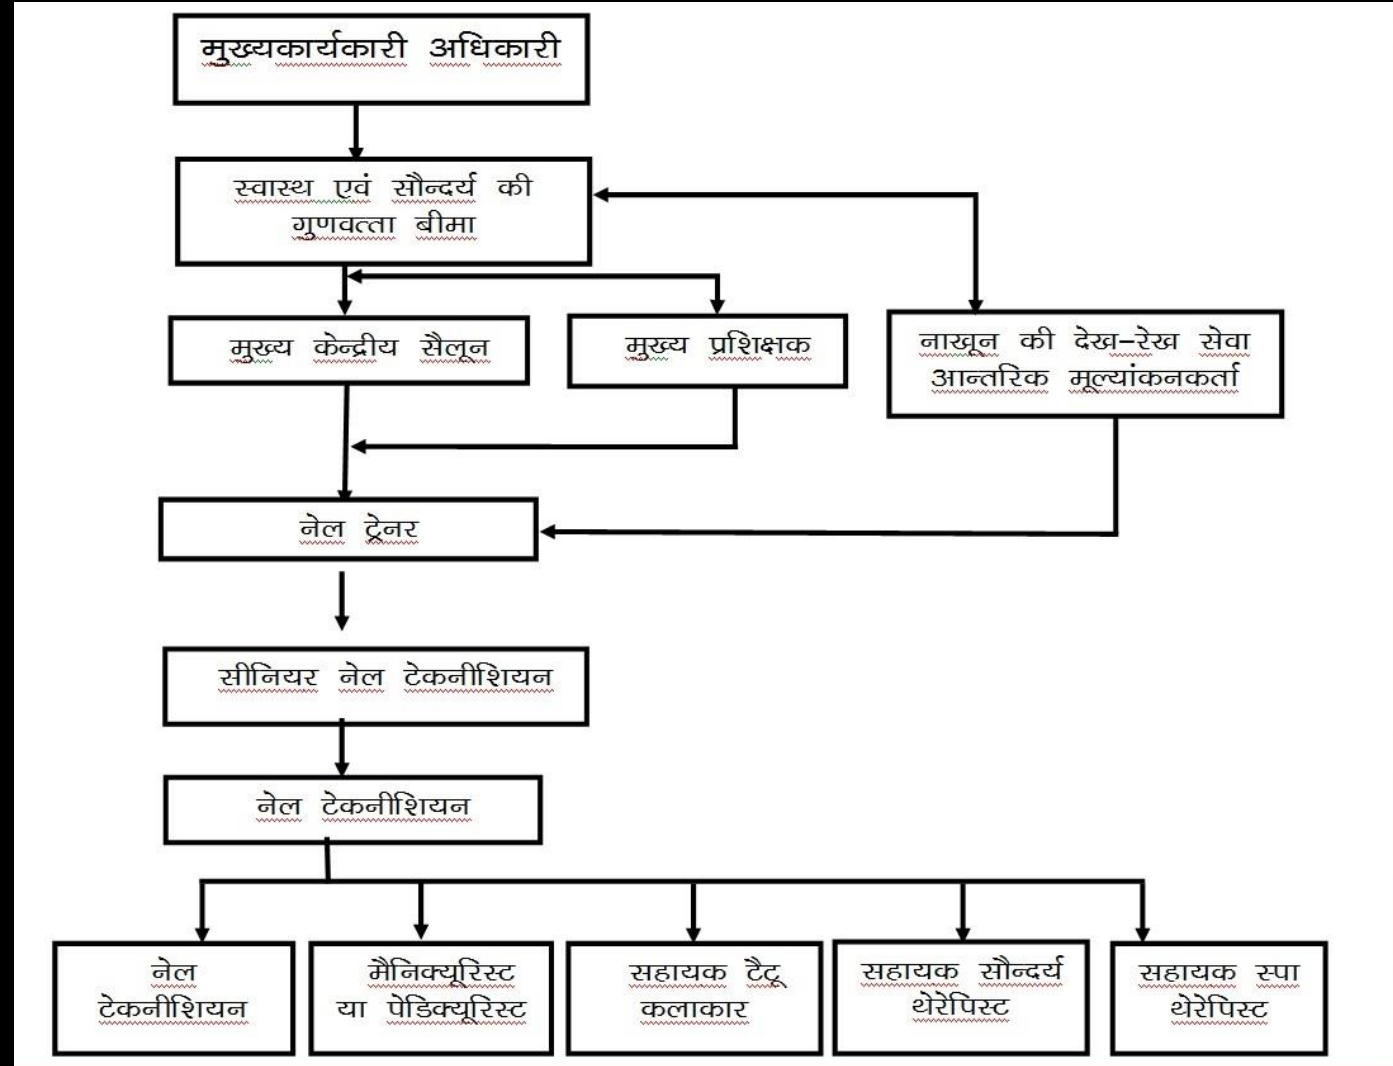 मुख्यकार्यकारी अधिकारी
स्वास्थ एवं सौन्दर्य की
गुणवत्ता बीमा
मुख्य केन्द्रीय सैलून
मुख्य प्रशिक्षक
नाखून की देख–रेख सेवा
आन्तरिक मूल्यांकनकर्ता
नेल ट्रेनर
सीनियर नेल टेकनीशियन
नेल टेकनीशियन
नेल
टेकनीशियन
मैनिक्यूरिस्ट
या पेडिक्यूरिस्ट
सहायक टैटू
कलाकार
सहायक सौन्दर्य
थेरेपिस्ट
सहायक स्पा
थेरेपिस्ट